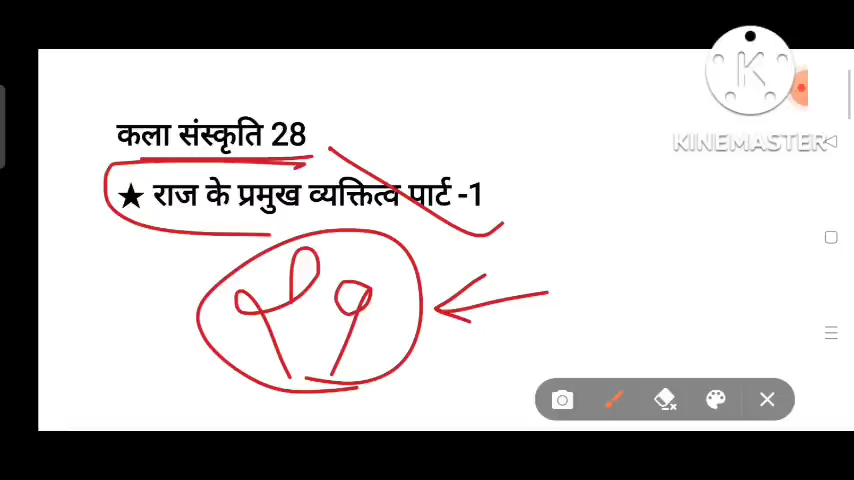 कला संस्कृति 28
★ राज के प्रमुख व्यक्तित्व पार्ट -1
KINEMASTER